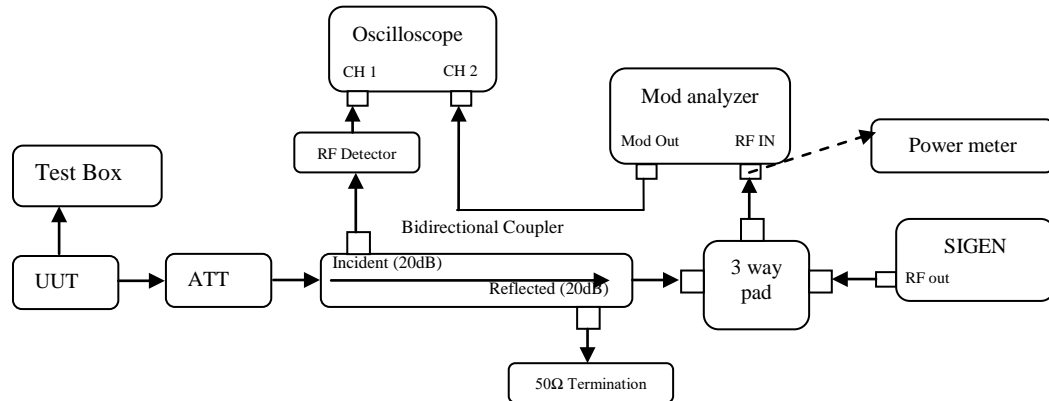 Oscilloscope
CH 1
CH 2
Mod analyzer
Mod Out
RF IN
Power meter
RF Detector
Test Box
Bidirectional Coupler
UUT
ATT
Incident (20dB)
Reflected (20dB)
3 way
pad
SIGEN
RF out
50Ω Termination